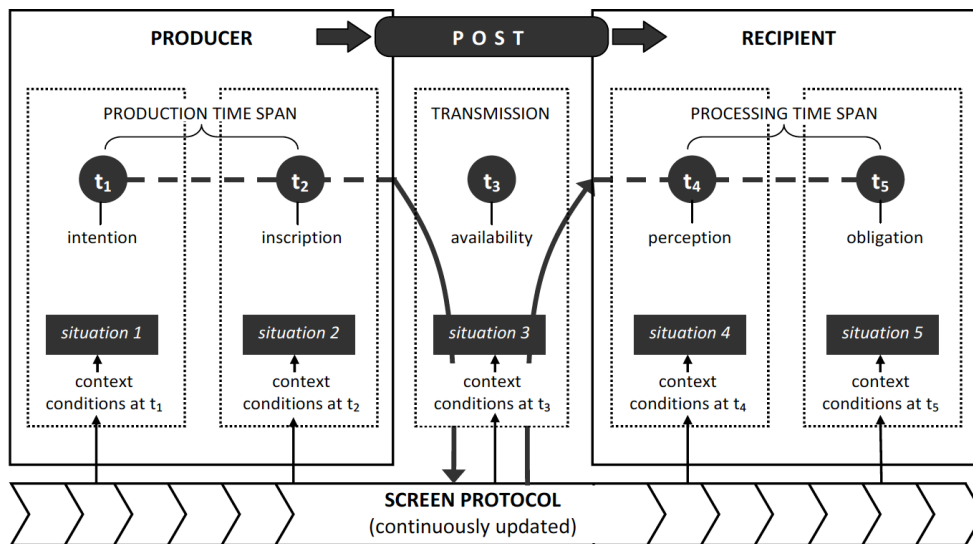 PRODUCER
POST
RECIPIENT
PRODUCTION TIME SPAN
TRANSMISSION
PROCESSING TIME SPAN
t₁
t₂
t₃
t₄
t₅
intention
inscription
availability
perception
obligation
situation 1
situation 2
situation 3
situation 4
situation 5
context
conditions at t₁
context
conditions at t₂
context
conditions at t₃
context
conditions at t₄
context
conditions at t₅
SCREEN PROTOCOL
(continuously updated)